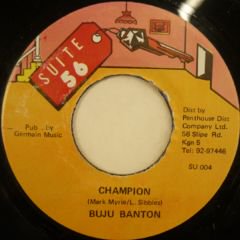 SUITE
56
Pub . by
Germain Music
Dist by
Penthouse Dist
Company Ltd.
56 Slipe Rd.
Kgn 5
Tel: 92-97446
SU 004
CHAMPION
(Mark Myrie/L. Sibbles)
BUJU BANTON